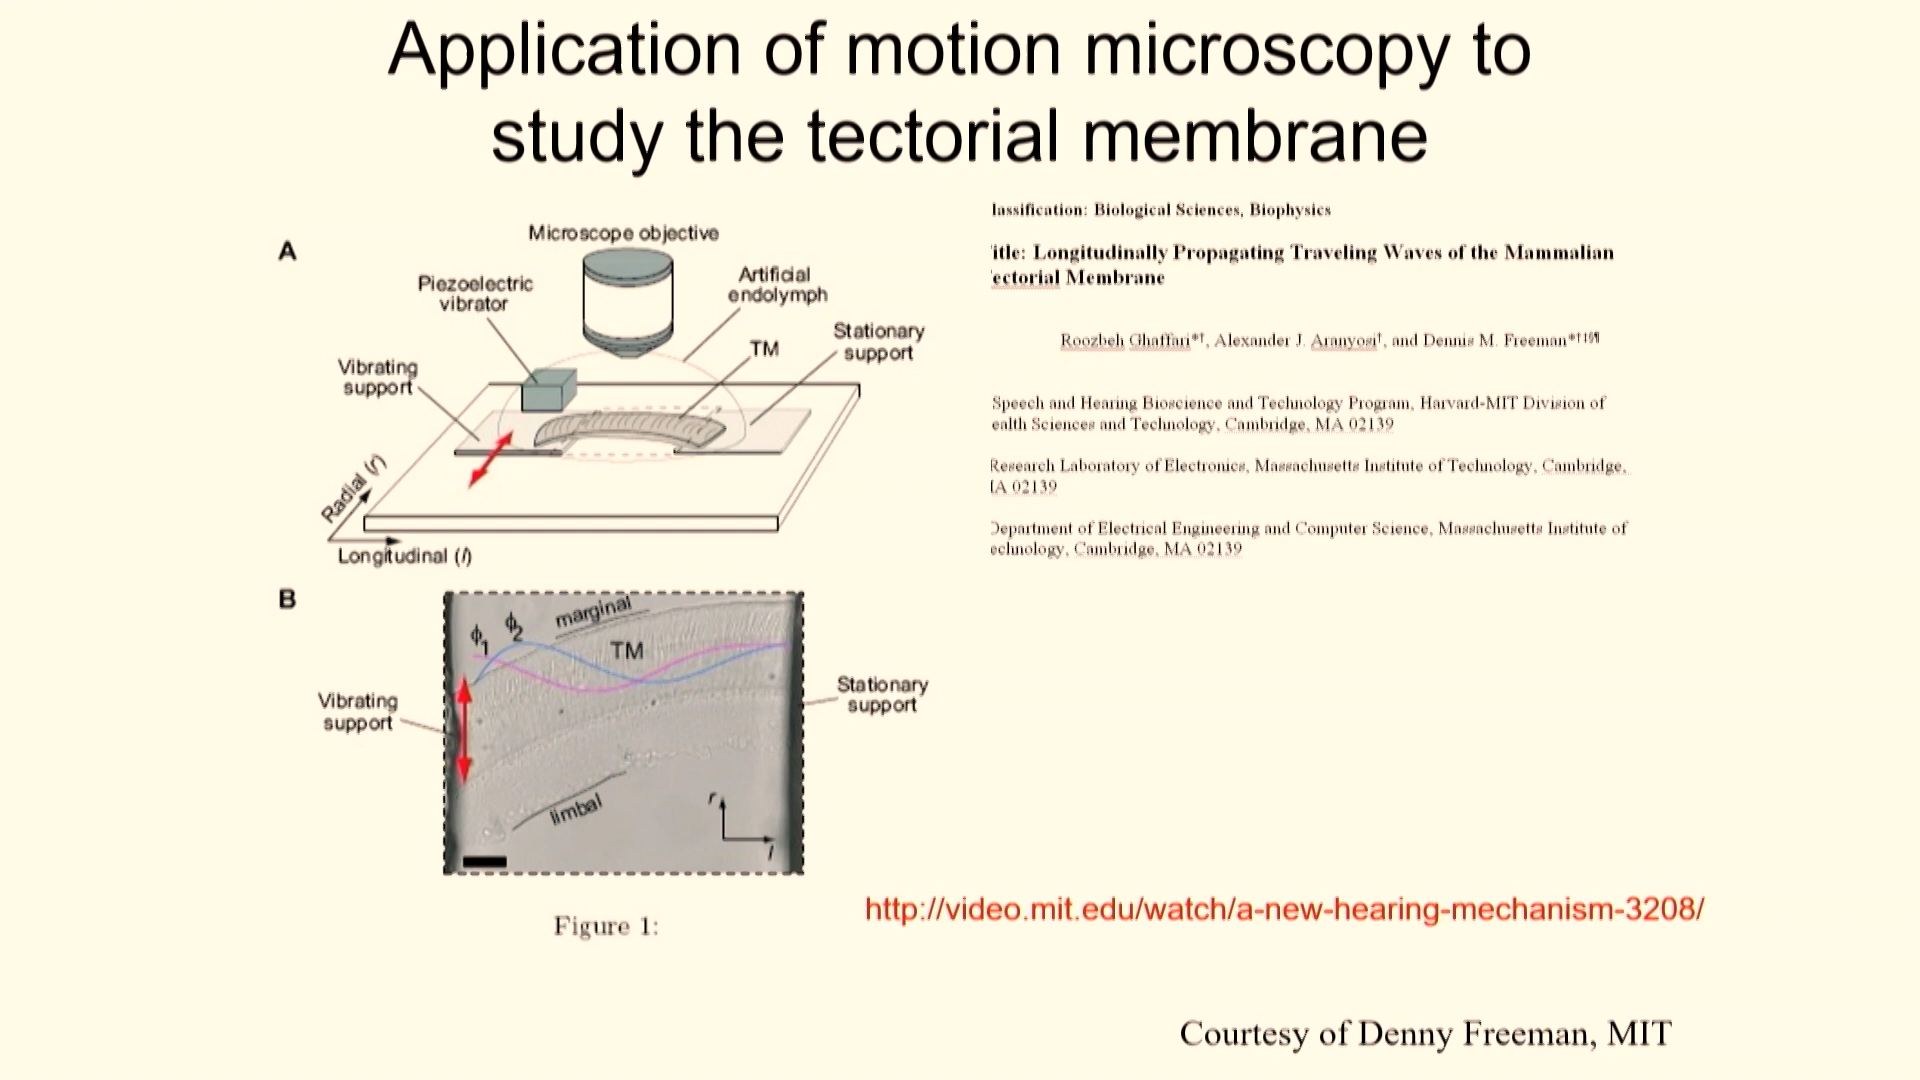 Application of motion microscopy to
study the tectorial membrane
A
Microscope objective
Piezoelectric
vibrator
Artificial
endolymph
Vibrating
support
TM
Stationary
support
Radial (r)
Longitudinal (l)
B
ϕ1
ϕ2
marginal
TM
Vibrating
support
Stationary
support
limbal
r
l
Figure 1:
lassification: Biological Sciences, Biophysics
itle: Longitudinally Propagating Traveling Waves of the Mammalian
ectorial Membrane
Roozbeh Ghaffari*†, Alexander J. Aranyosi†, and Dennis M. Freeman*†‡§¶
Speech and Hearing Bioscience and Technology Program, Harvard-MIT Division of
ealth Sciences and Technology, Cambridge, MA 02139
Research Laboratory of Electronics, Massachusetts Institute of Technology, Cambridge,
IA 02139
Department of Electrical Engineering and Computer Science, Massachusetts Institute of
echnology, Cambridge, MA 02139
http://video.mit.edu/watch/a-new-hearing-mechanism-3208/
Courtesy of Denny Freeman, MIT